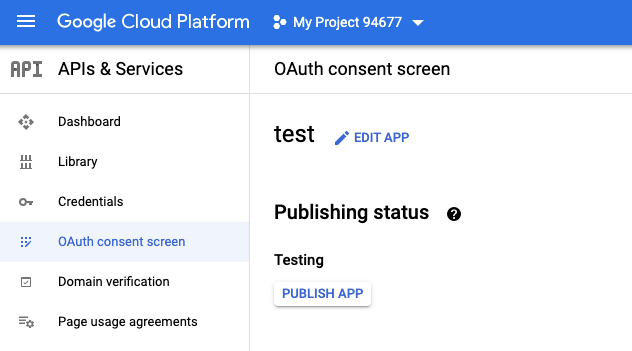 Google Cloud Platform
My Project 94677
API
APIs & Services
OAuth consent screen
Dashboard
Library
Credentials
OAuth consent screen
Domain verification
Page usage agreements
test
EDIT APP
Publishing status
?
Testing
PUBLISH APP